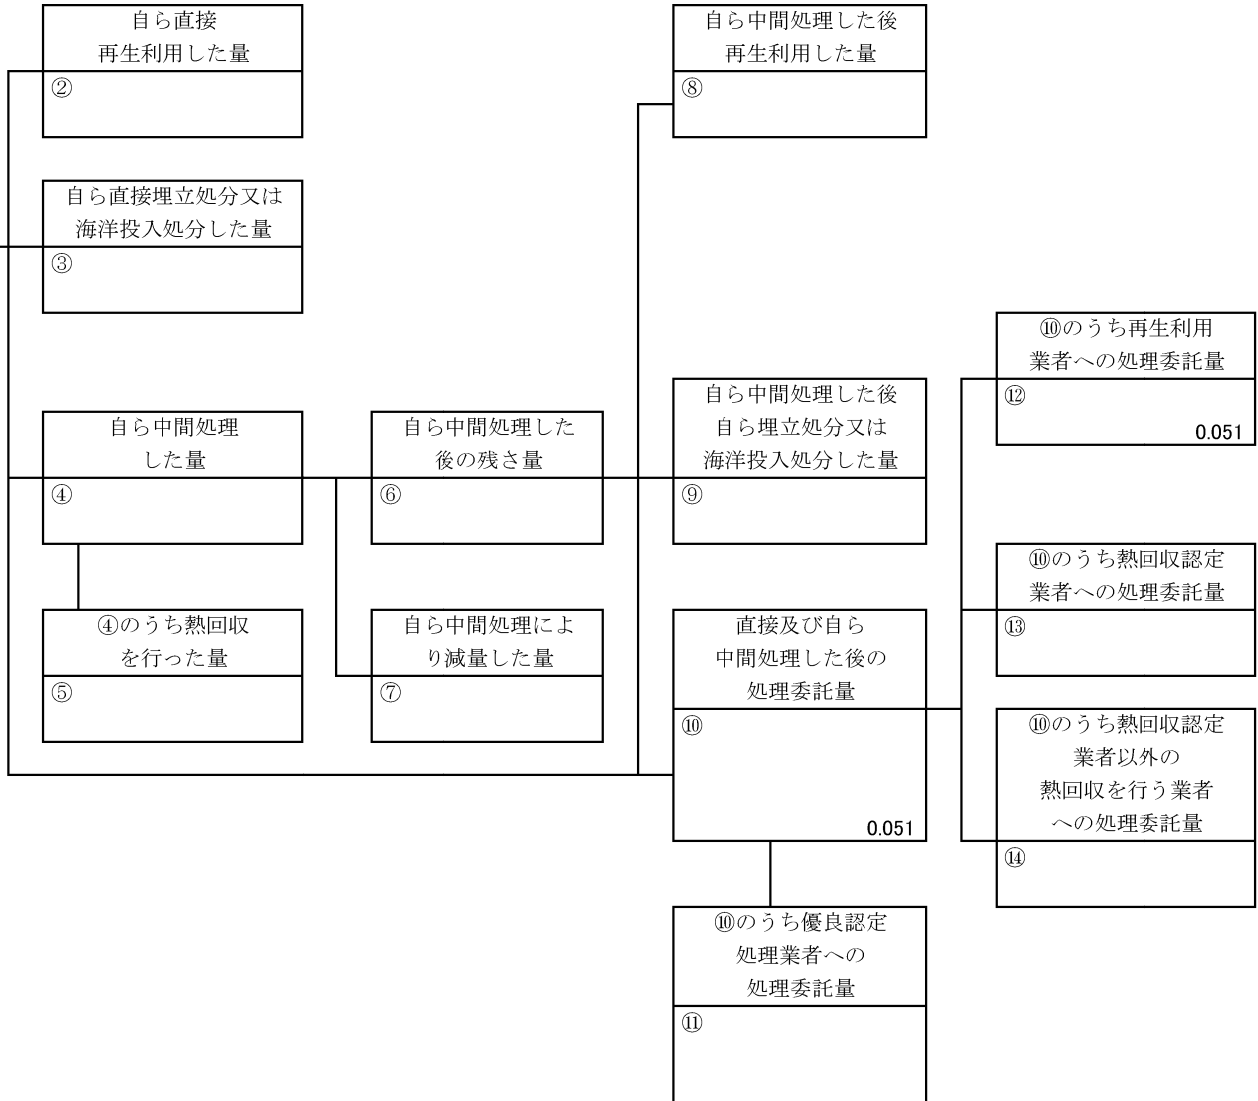 自ら直接
再生利用した量
②
自ら中間処理した後
再生利用した量
⑧
自ら直接埋立処分又は
海洋投入処分した量
③
⑩のうち再生利用
業者への処理委託量
⑫
0.051
自ら中間処理
した量
④
自ら中間処理した
後の残さ量
⑥
自ら中間処理した後
自ら埋立処分又は
海洋投入処分した量
⑨
⑩のうち熱回収認定
業者への処理委託量
⑬
④のうち熱回収
を行った量
⑤
自ら中間処理によ
り減量した量
⑦
直接及び自ら
中間処理した後の
処理委託量
⑩
0.051
⑩のうち熱回収認定
業者以外の
熱回収を行う業者
への処理委託量
⑭
⑩のうち優良認定
処理業者への
処理委託量
⑪